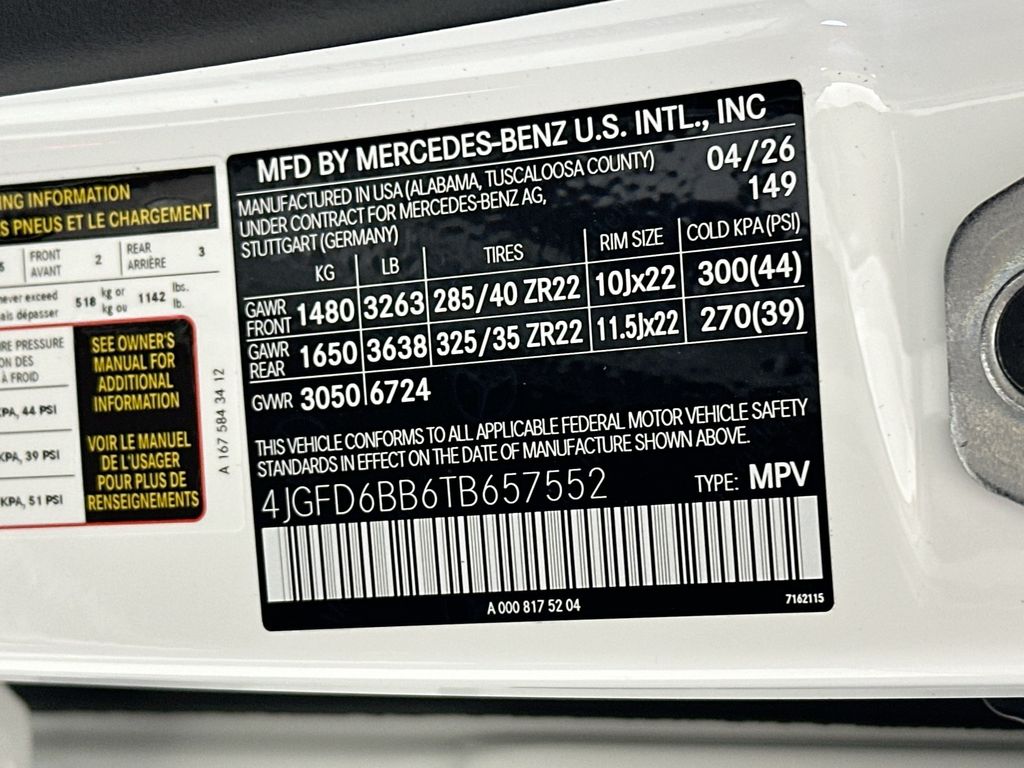 NG INFORMATION
S PNEUS ET LE CHARGEMENT
5 FRONT AVANT 2 REAR ARRIÈRE 3
never exceed 518 kg or 1142 lbs.
ais dépasser kg ou lb.
RE PRESSURE
ON DES
À FROID
KPA, 44 PSI
KPA, 39 PSI
KPA, 51 PSI
SEE OWNER'S
MANUAL FOR
ADDITIONAL
INFORMATION
VOIR LE MANUEL
DE L'USAGER
POUR PLUS DE
RENSEIGNEMENTS
A 167 584 34 12
MFD BY MERCEDES-BENZ U.S. INTL., INC
MANUFACTURED IN USA (ALABAMA, TUSCALOOSA COUNTY) 04/26
UNDER CONTRACT FOR MERCEDES-BENZ AG, 149
STUTTGART (GERMANY)
KG LB TIRES RIM SIZE COLD KPA (PSI)
GAWR FRONT 1480 3263 285/40 ZR22 10Jx22 300(44)
GAWR REAR 1650 3638 325/35 ZR22 11.5Jx22 270(39)
GVWR 3050 6724
THIS VEHICLE CONFORMS TO ALL APPLICABLE FEDERAL MOTOR VEHICLE SAFETY
STANDARDS IN EFFECT ON THE DATE OF MANUFACTURE SHOWN ABOVE.
4JGFD6BB6TB657552 TYPE: MPV
A 000 817 52 04
7162115